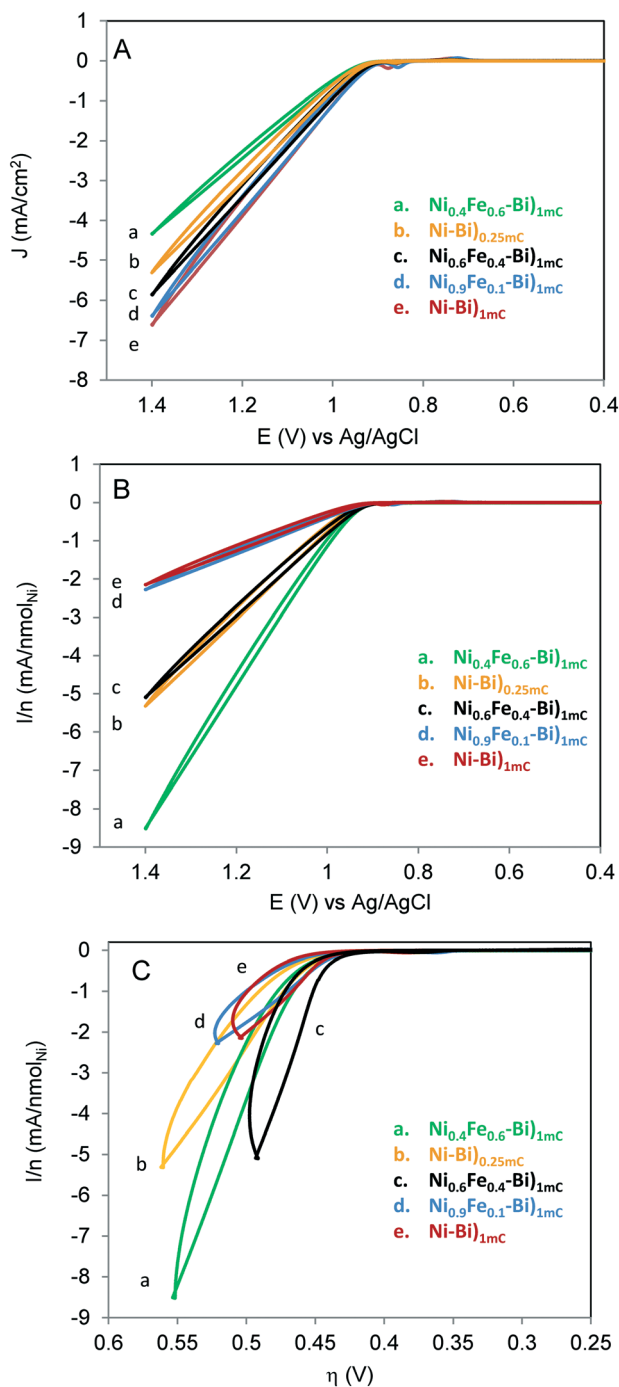 A
1
0
-1
-2
-3
-4
-5
-6
-7
-8
J (mA/cm²)
a
b
c
d
e
a. Ni₀.₄Fe₀.₆-Bi)₁mC
b. Ni-Bi)₀.₂₅mC
c. Ni₀.₆Fe₀.₄-Bi)₁mC
d. Ni₀.₉Fe₀.₁-Bi)₁mC
e. Ni-Bi)₁mC
1.4 1.2 1 0.8 0.6 0.4
E (V) vs Ag/AgCl
B
1
0
-1
-2
-3
-4
-5
-6
-7
-8
-9
I/n (mA/nmolNi)
e
d
c
b
a
a. Ni₀.₄Fe₀.₆-Bi)₁mC
b. Ni-Bi)₀.₂₅mC
c. Ni₀.₆Fe₀.₄-Bi)₁mC
d. Ni₀.₉Fe₀.₁-Bi)₁mC
e. Ni-Bi)₁mC
1.4 1.2 1 0.8 0.6 0.4
E (V) vs Ag/AgCl
C
0
-1
-2
-3
-4
-5
-6
-7
-8
-9
I/n (mA/nmolNi)
e
d
c
b
a
a. Ni₀.₄Fe₀.₆-Bi)₁mC
b. Ni-Bi)₀.₂₅mC
c. Ni₀.₆Fe₀.₄-Bi)₁mC
d. Ni₀.₉Fe₀.₁-Bi)₁mC
e. Ni-Bi)₁mC
0.6 0.55 0.5 0.45 0.4 0.35 0.3 0.25
η (V)